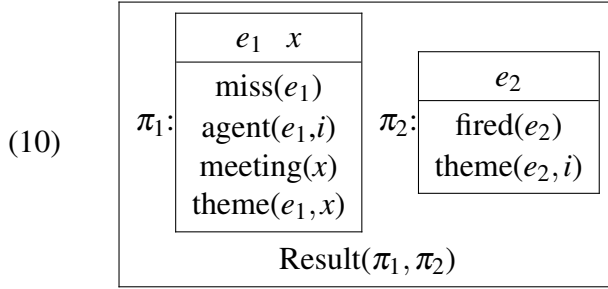 (10)
π₁:
e₁ x
miss(e₁)
agent(e₁,i)
meeting(x)
theme(e₁,x)
π₂:
e₂
fired(e₂)
theme(e₂,i)
Result(π₁,π₂)